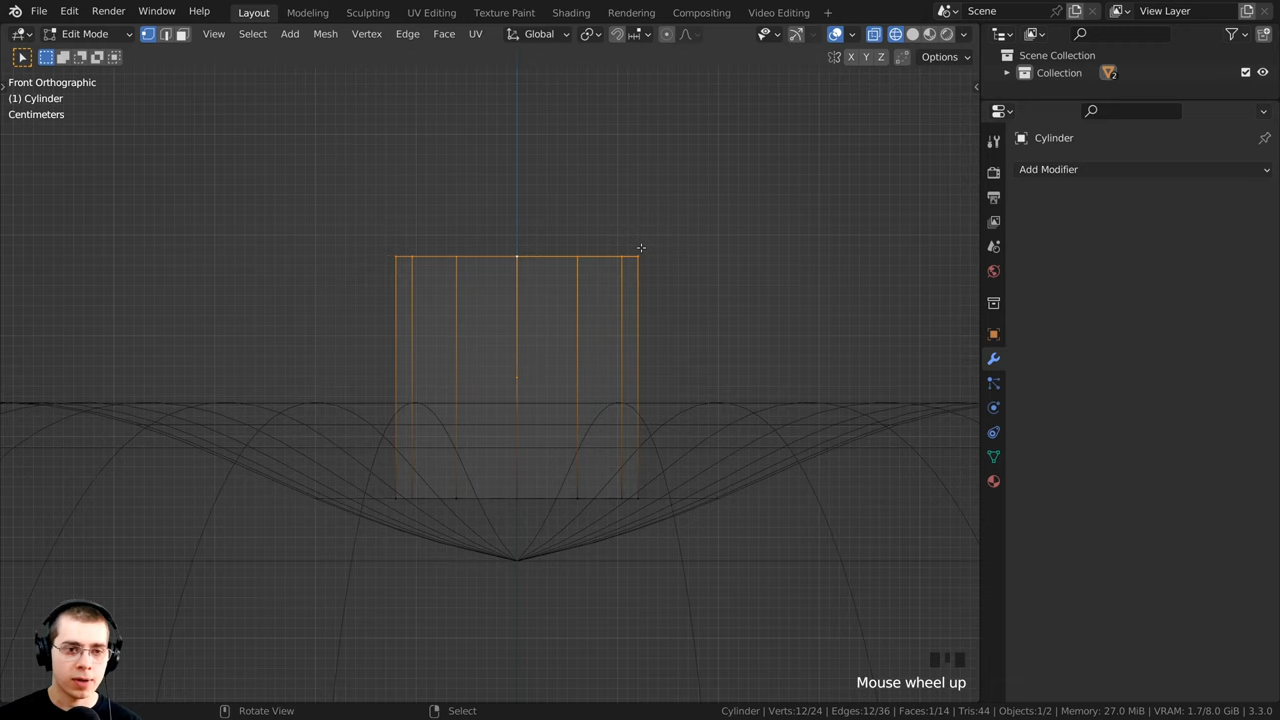 File Edit Render Window Help Layout Modeling Sculpting UV Editing Texture Paint Shading Rendering Compositing Video Editing + Scene View Layer
Edit Mode View Select Add Mesh Vertex Edge Face UV Global
X Y Z Options
Scene Collection
Collection 2
Front Orthographic
(1) Cylinder
Centimeters
Cylinder
Add Modifier
Mouse wheel up
Rotate View Select Cylinder | Verts:12/24 | Edges:12/36 | Faces:1/14 | Tris:44 | Objects:1/2 | Memory: 27.0 MiB | VRAM: 1.7/8.0 GiB | 3.3.0